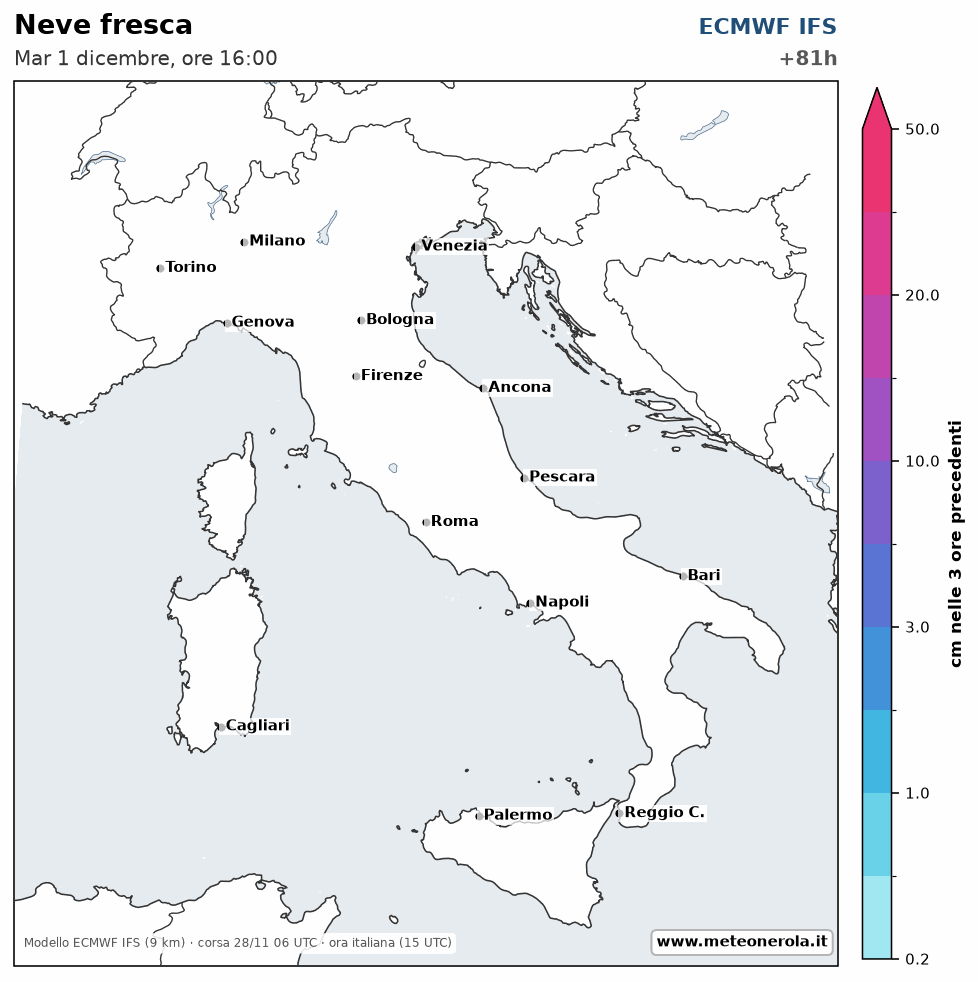 Neve fresca
ECMWF IFS
Mar 1 dicembre, ore 16:00
+81h
50.0
20.0
10.0
3.0
1.0
0.2
cm nelle 3 ore precedenti
Milano
Venezia
Torino
Genova
Bologna
Firenze
Ancona
Pescara
Roma
Bari
Napoli
Cagliari
Palermo
Reggio C.
Modello ECMWF IFS (9 km) · corsa 28/11 06 UTC · ora italiana (15 UTC)
www.meteonerola.it